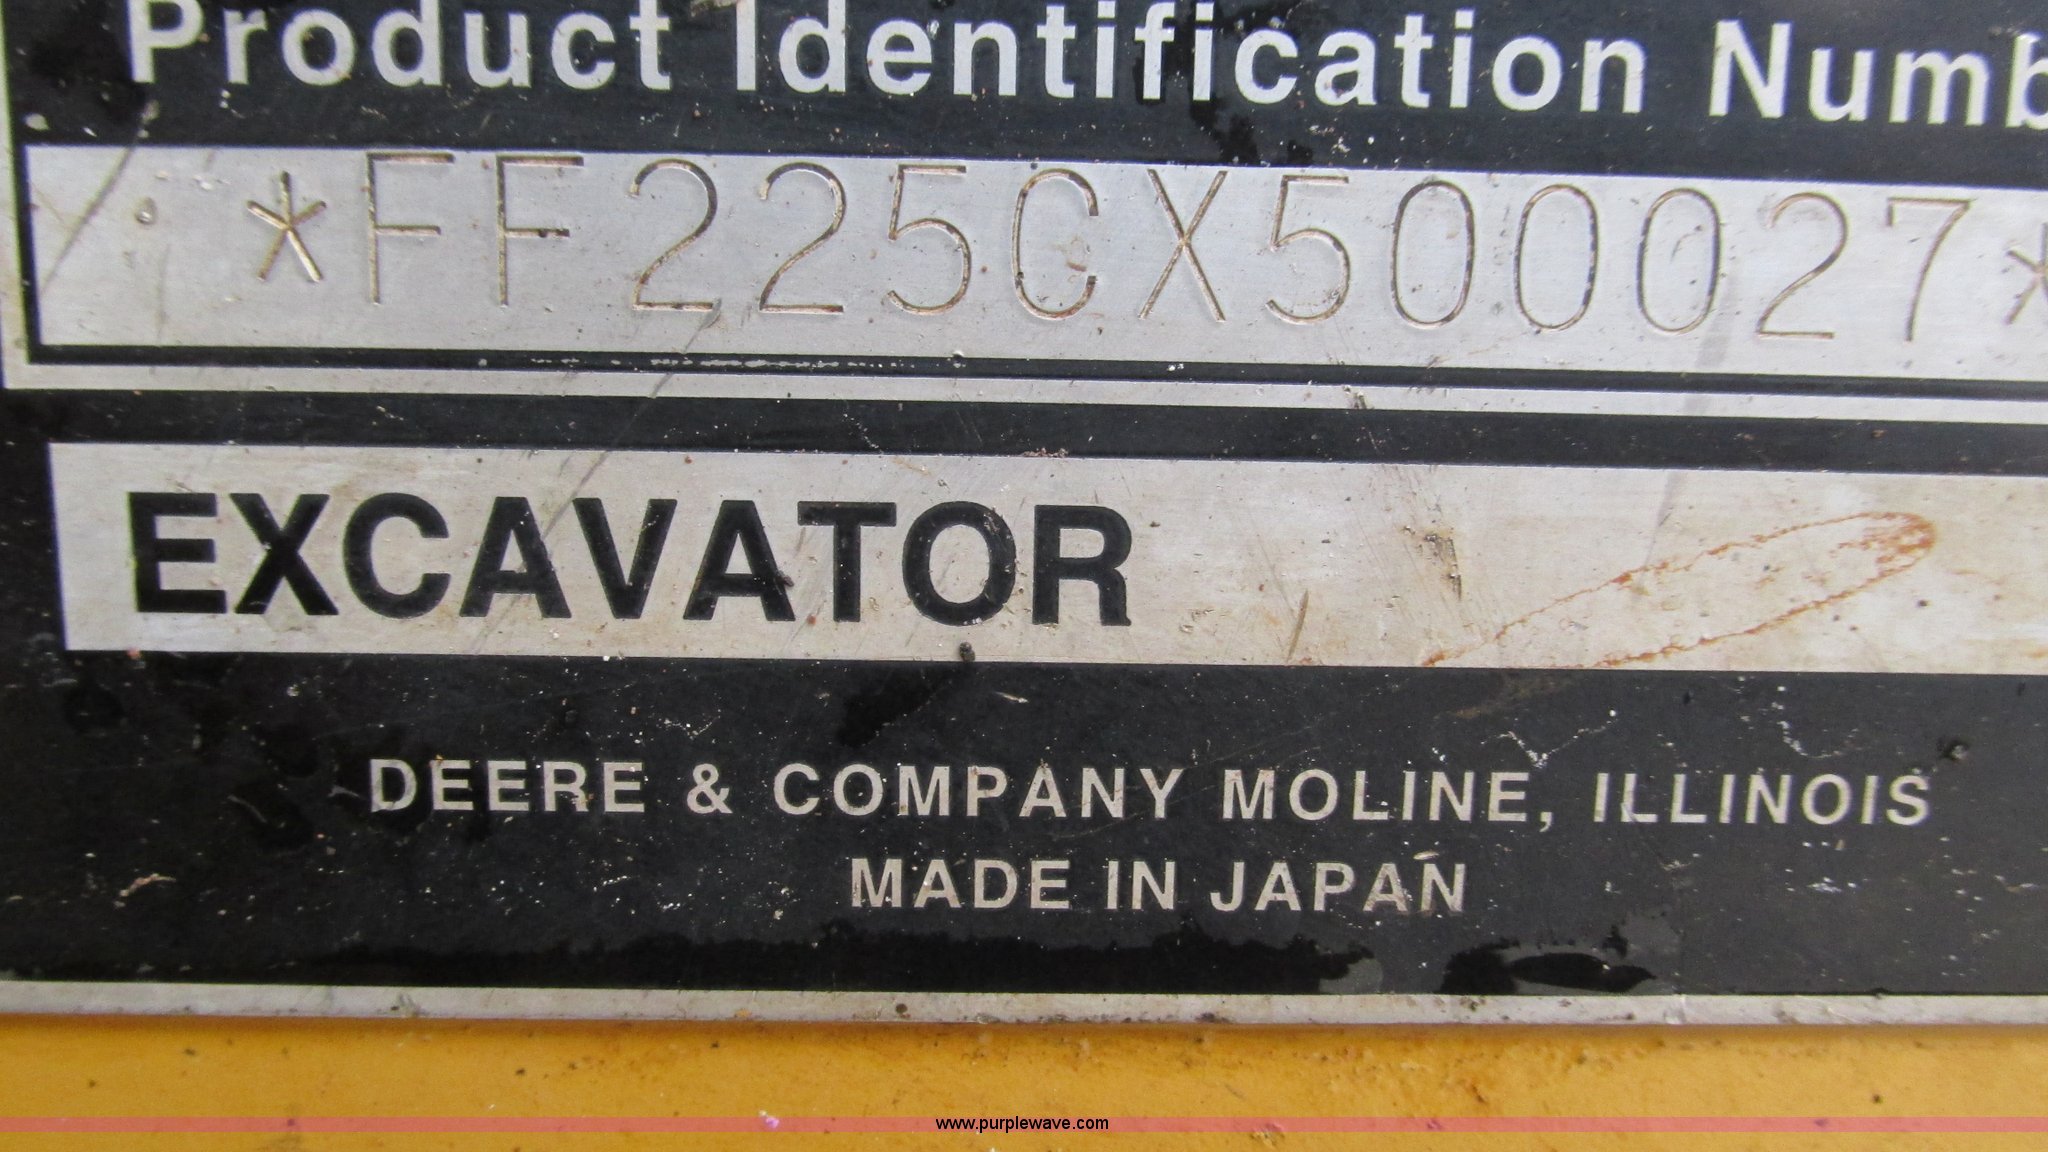 Product Identification Numb
*FF225CX500027*
EXCAVATOR
DEERE & COMPANY MOLINE, ILLINOIS
MADE IN JAPAN
www.purplewave.com